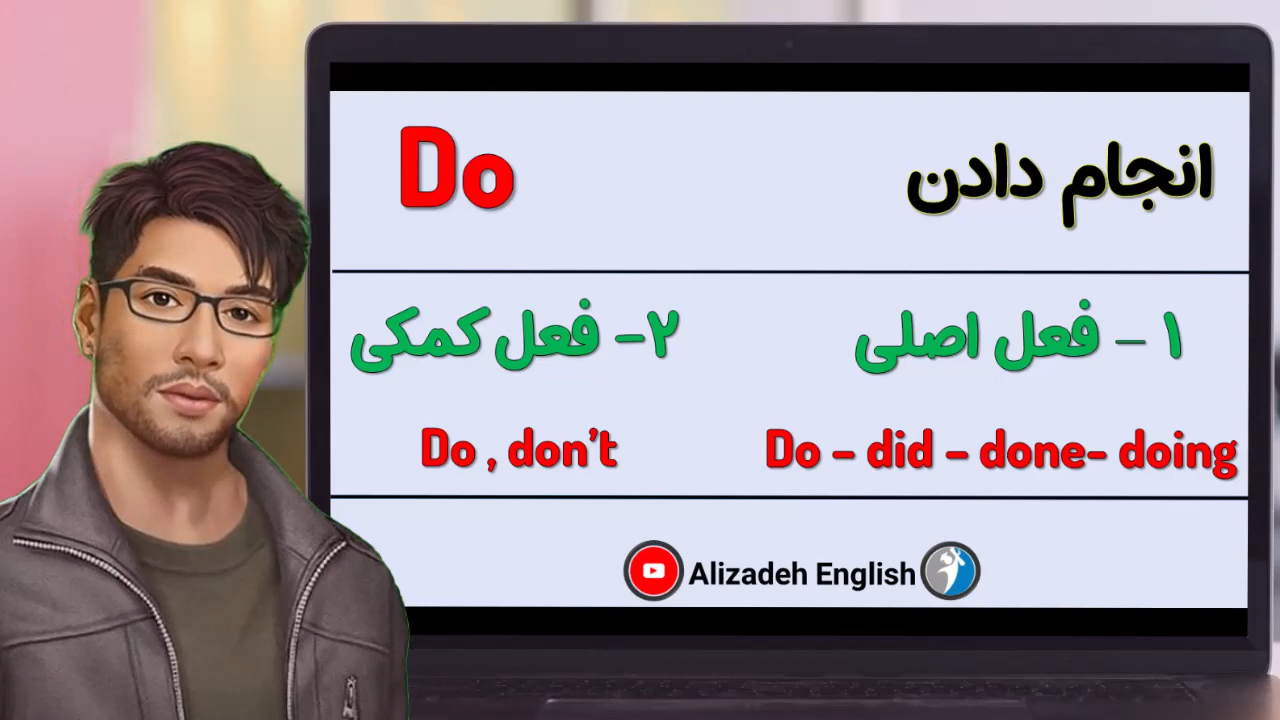 Do انجام دادن
۱ – فعل اصلی ۲- فعل کمکی
Do , don’t Do – did – done- doing
Alizadeh English